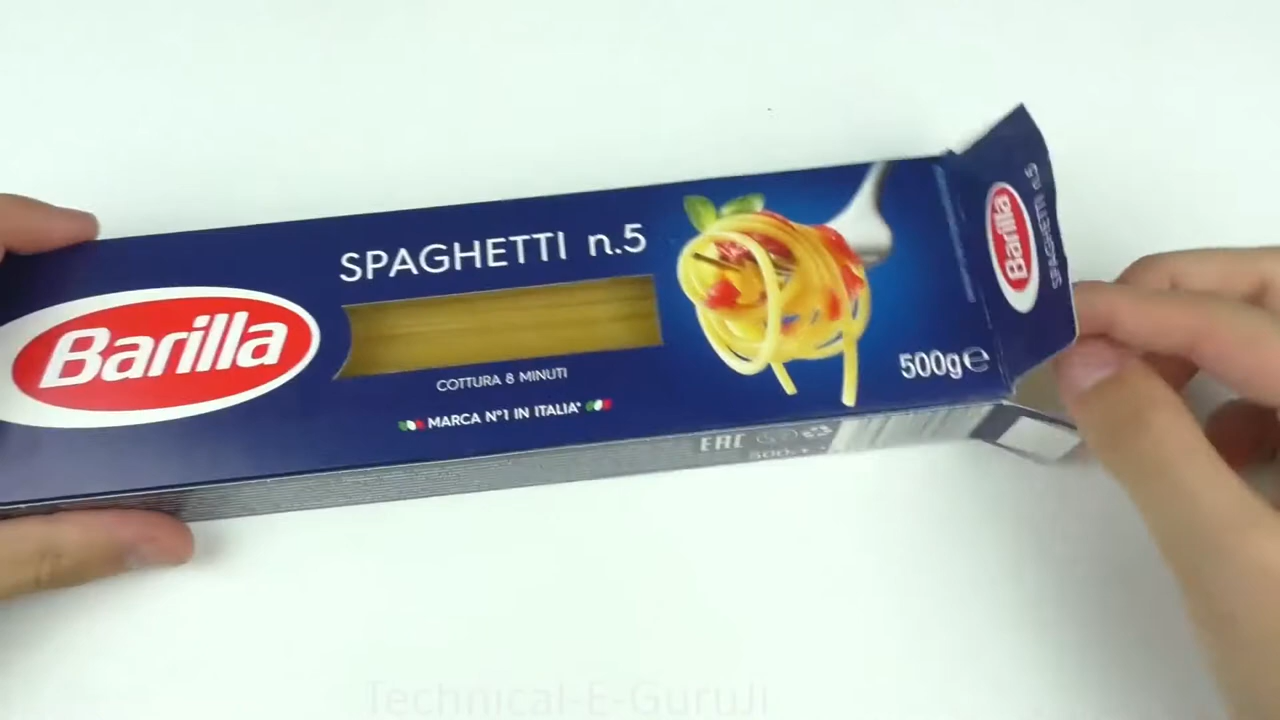 Barilla
SPAGHETTI n.5
COTTURA 8 MINUTI
MARCA N°1 IN ITALIA*
500g℮
Barilla
SPAGHETTI n.5
EAC
Technical-E-GuruJi